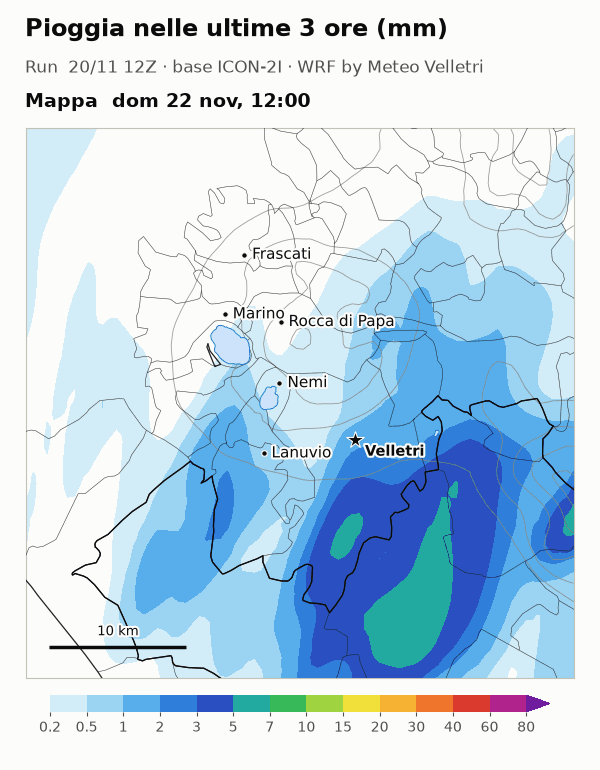 Pioggia nelle ultime 3 ore (mm)
Run  20/11 12Z · base ICON-2I · WRF by Meteo Velletri
Mappa  dom 22 nov, 12:00
Frascati
Marino
Rocca di Papa
Nemi
Velletri
Lanuvio
10 km
0.2 0.5 1 2 3 5 7 10 15 20 30 40 60 80